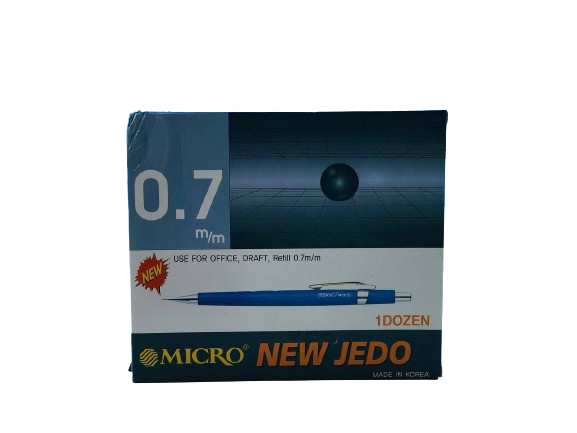 0.7
m/m
USE FOR OFFICE, DRAFT, Refill 0.7m/m
NEW
1DOZEN
MICRO® NEW JEDO
MADE IN KOREA